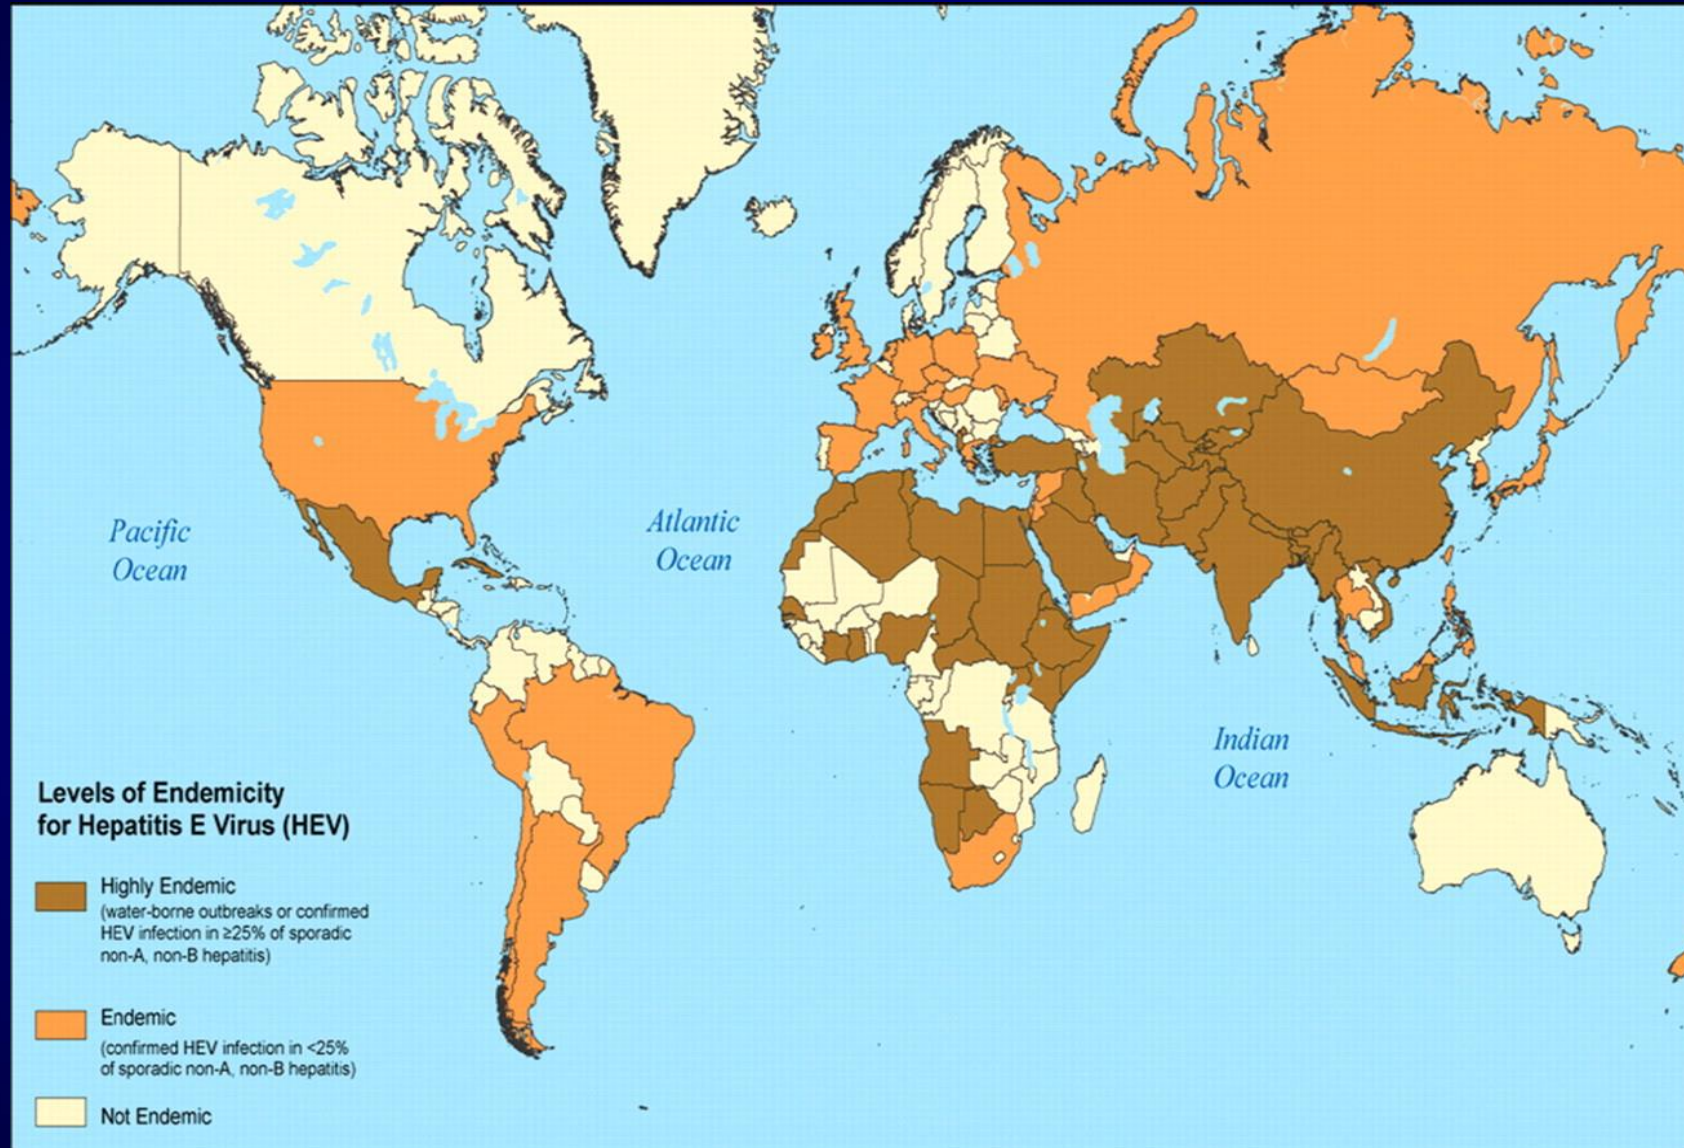 Pacific
Ocean
Atlantic
Ocean
Indian
Ocean
Levels of Endemicity
for Hepatitis E Virus (HEV)
Highly Endemic
(water-borne outbreaks or confirmed
HEV infection in ≥25% of sporadic
non-A, non-B hepatitis)
Endemic
(confirmed HEV infection in <25%
of sporadic non-A, non-B hepatitis)
Not Endemic